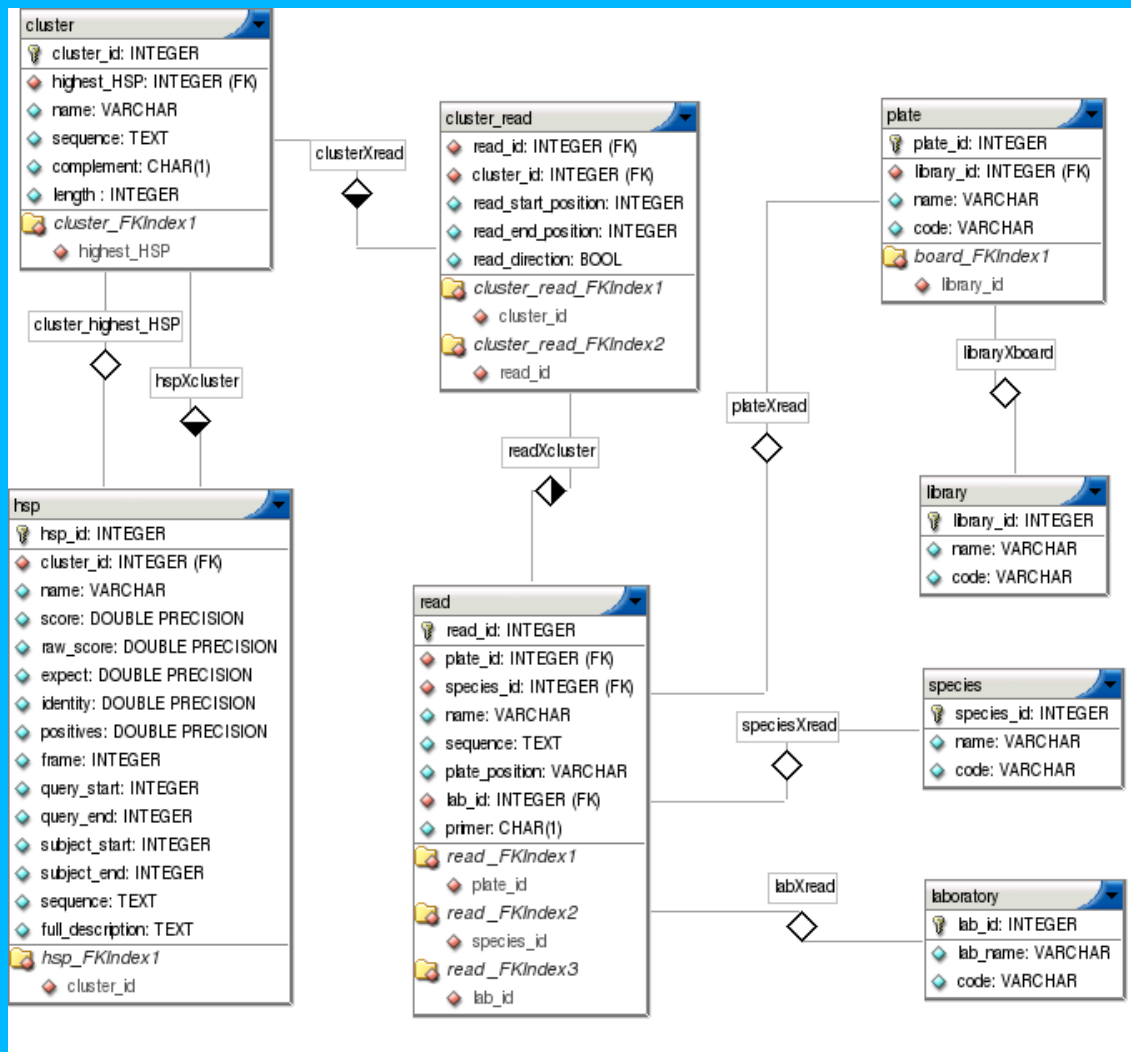 cluster
cluster_id: INTEGER
highest_HSP: INTEGER (FK)
name: VARCHAR
sequence: TEXT
complement: CHAR(1)
length : INTEGER
cluster_FKIndex1
highest_HSP
clusterXread
cluster_read
read_id: INTEGER (FK)
cluster_id: INTEGER (FK)
read_start_position: INTEGER
read_end_position: INTEGER
read_direction: BOOL
cluster_read_FKIndex1
cluster_id
cluster_read_FKIndex2
read_id
plate
plate_id: INTEGER
library_id: INTEGER (FK)
name: VARCHAR
code: VARCHAR
board_FKIndex1
library_id
cluster_highest_HSP
hspXcluster
readXcluster
plateXread
libraryXboard
hsp
hsp_id: INTEGER
cluster_id: INTEGER (FK)
name: VARCHAR
score: DOUBLE PRECISION
raw_score: DOUBLE PRECISION
expect: DOUBLE PRECISION
identity: DOUBLE PRECISION
positives: DOUBLE PRECISION
frame: INTEGER
query_start: INTEGER
query_end: INTEGER
subject_start: INTEGER
subject_end: INTEGER
sequence: TEXT
full_description: TEXT
hsp_FKIndex1
cluster_id
read
read_id: INTEGER
plate_id: INTEGER (FK)
species_id: INTEGER (FK)
name: VARCHAR
sequence: TEXT
plate_position: VARCHAR
lab_id: INTEGER (FK)
primer: CHAR(1)
read_FKIndex1
plate_id
read_FKIndex2
species_id
read_FKIndex3
lab_id
library
library_id: INTEGER
name: VARCHAR
code: VARCHAR
speciesXread
species
species_id: INTEGER
name: VARCHAR
code: VARCHAR
labXread
laboratory
lab_id: INTEGER
lab_name: VARCHAR
code: VARCHAR